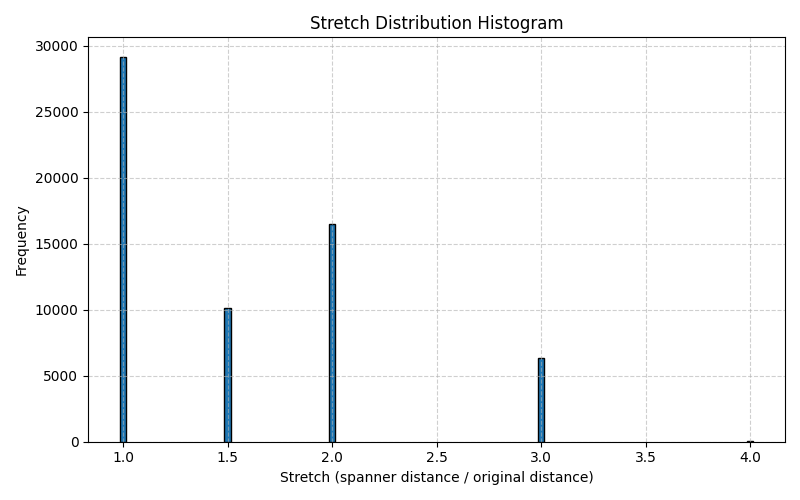 Stretch Distribution Histogram
Frequency
30000
25000
20000
15000
10000
5000
0
1.0 1.5 2.0 2.5 3.0 3.5 4.0
Stretch (spanner distance / original distance)